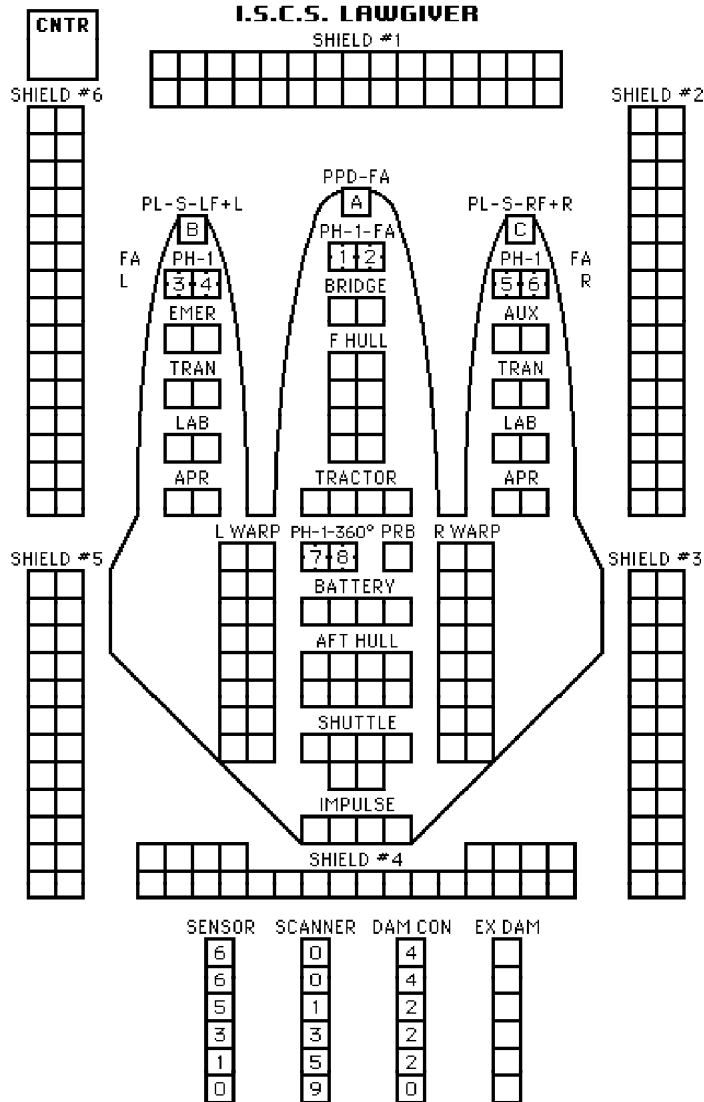 I.S.C.S. LAWGIVER
CNTR
SHIELD #1
SHIELD #6
SHIELD #2
PPD-FA
A
PL-S-LF+L
PL-S-RF+R
B
C
PH-1-FA
1 2
FA
L
PH-1
3 4
PH-1
5 6
FA
R
BRIDGE
EMER
AUX
F HULL
TRAN
TRAN
LAB
LAB
APR
TRACTOR
APR
L WARP
PH-1-360°
PRB
R WARP
7 8
SHIELD #5
SHIELD #3
BATTERY
AFT HULL
SHUTTLE
IMPULSE
SHIELD #4
SENSOR SCANNER DAM CON EX DAM
6 0 4
6 0 4
5 1 2
3 3 2
1 5 2
0 9 0